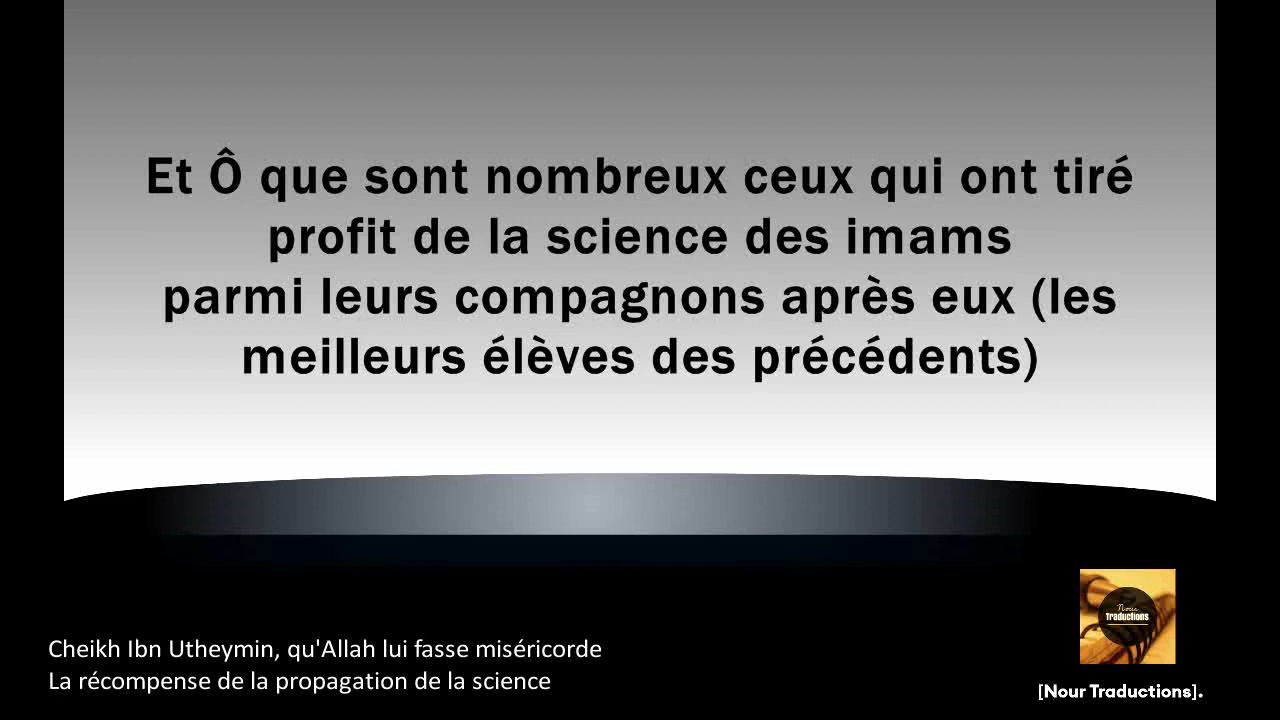 Et Ô que sont nombreux ceux qui ont tiré
profit de la science des imams
parmi leurs compagnons après eux (les
meilleurs élèves des précédents)
Nour
Traductions
Cheikh Ibn Utheymin, qu'Allah lui fasse miséricorde
La récompense de la propagation de la science
[Nour Traductions].